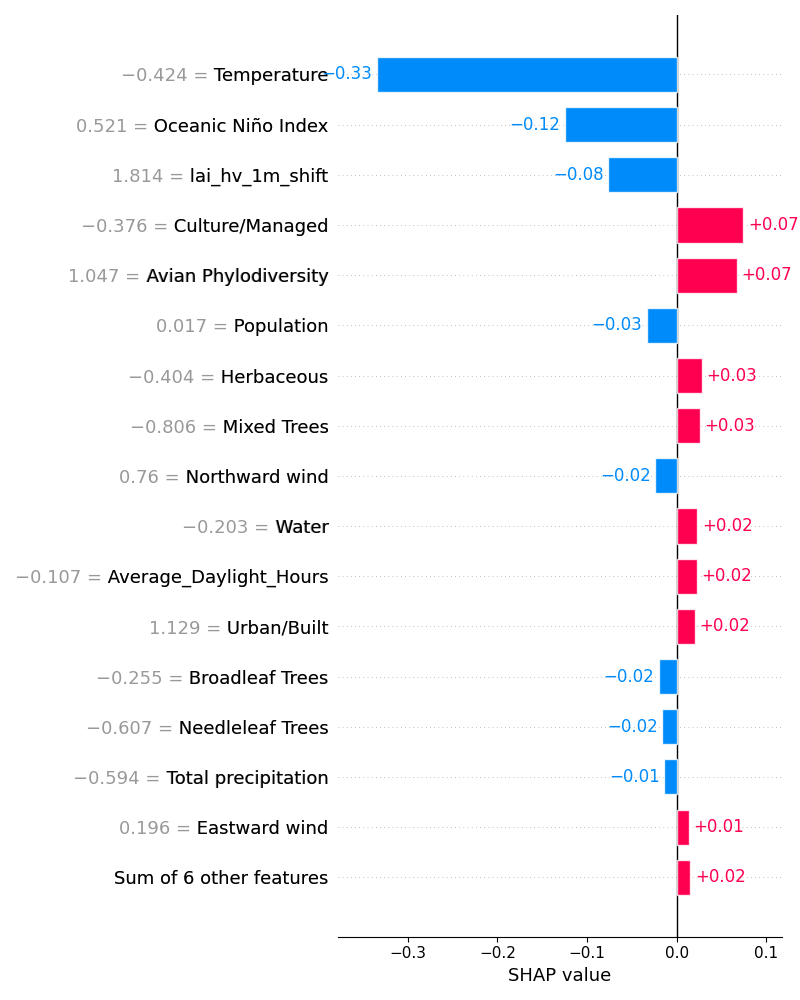 −0.424 = Temperature −0.33
0.521 = Oceanic Niño Index −0.12
1.814 = lai_hv_1m_shift −0.08
−0.376 = Culture/Managed +0.07
1.047 = Avian Phylodiversity +0.07
0.017 = Population −0.03
−0.404 = Herbaceous +0.03
−0.806 = Mixed Trees +0.03
0.76 = Northward wind −0.02
−0.203 = Water +0.02
−0.107 = Average_Daylight_Hours +0.02
1.129 = Urban/Built +0.02
−0.255 = Broadleaf Trees −0.02
−0.607 = Needleleaf Trees −0.02
−0.594 = Total precipitation −0.01
0.196 = Eastward wind +0.01
Sum of 6 other features +0.02
−0.3 −0.2 −0.1 0.0 0.1
SHAP value